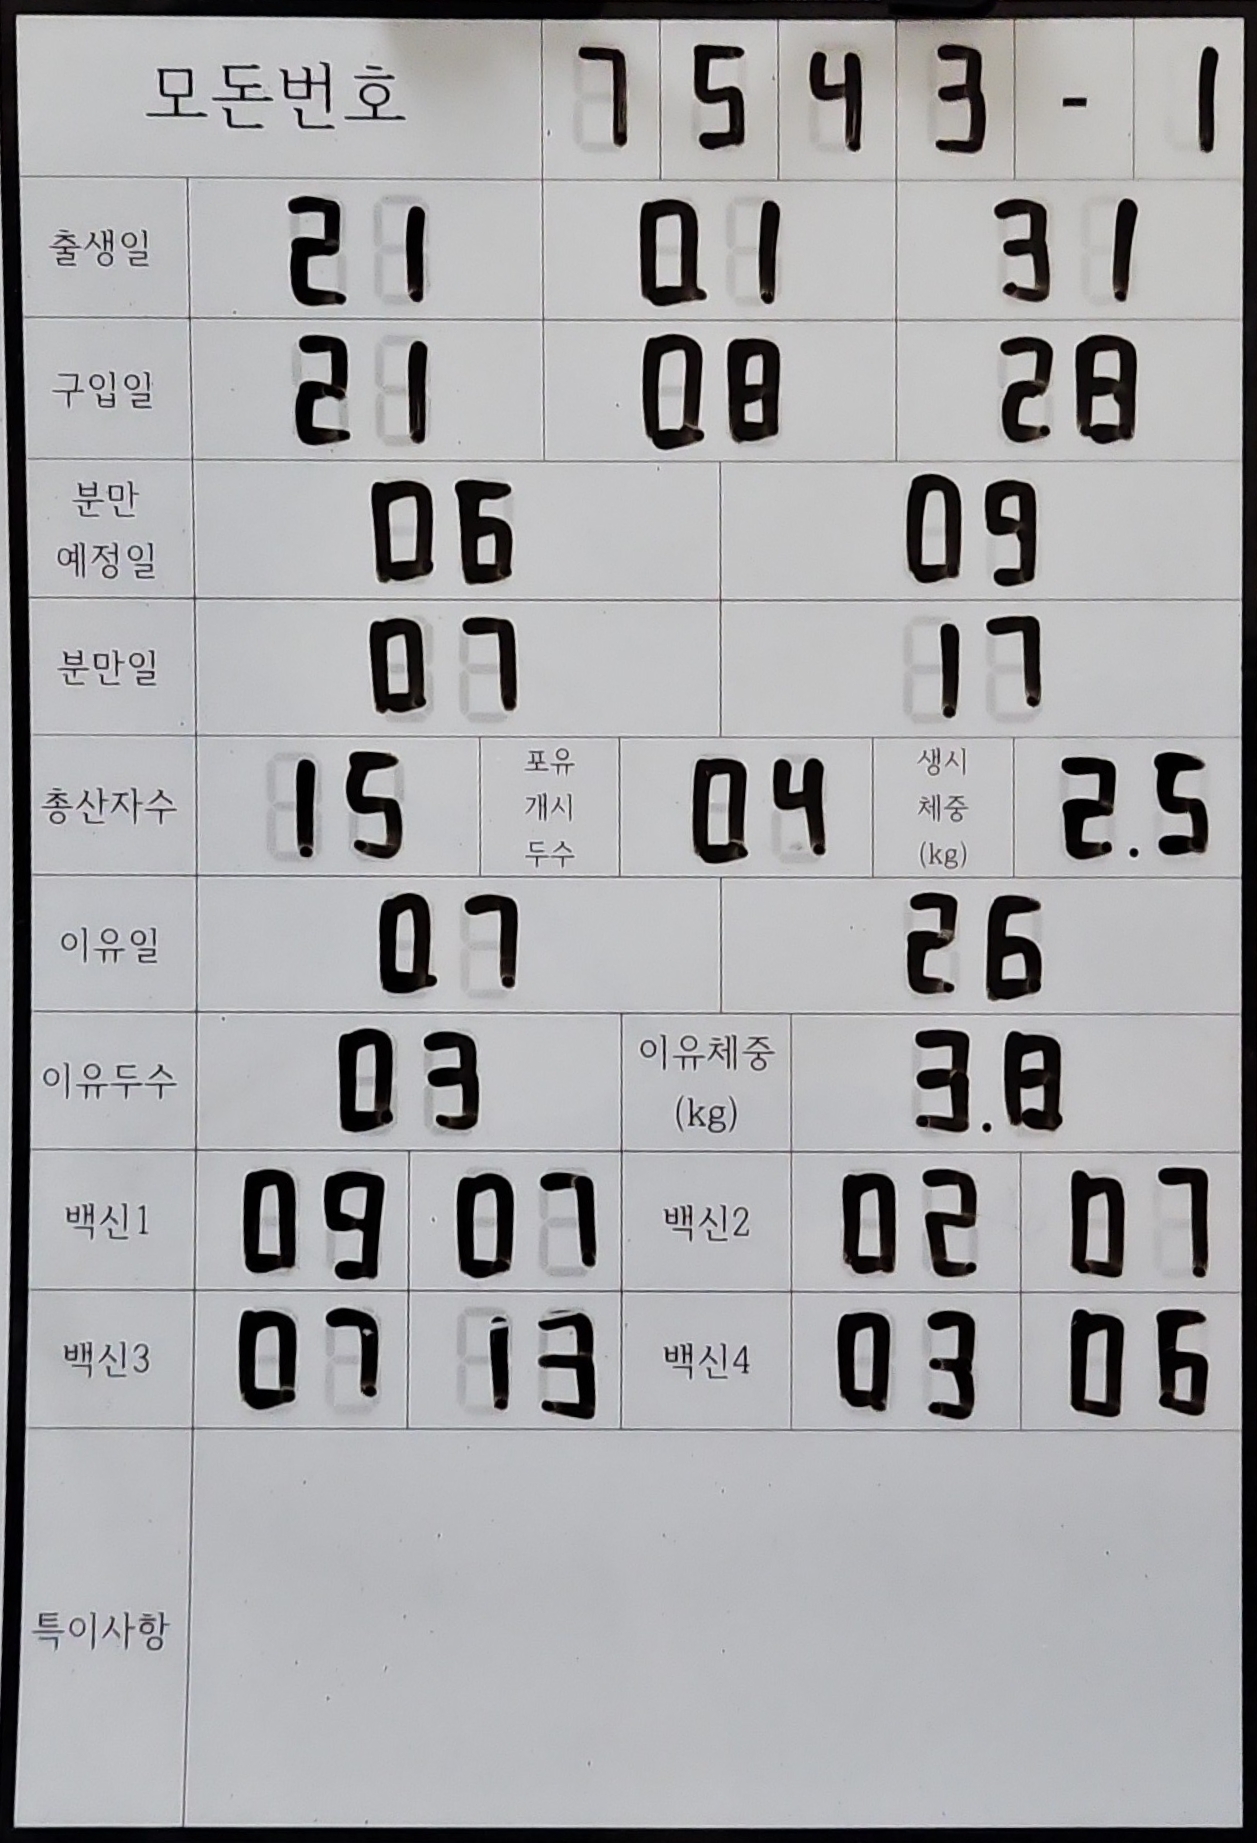 모돈번호 7 5 4 3 - 1
출생일 21 01 31
구입일 21 08 28
분만
예정일 06 09
분만일 07 17
총산자수 15 포유
개시
두수 04 생시
체중
(kg) 2.5
이유일 07 26
이유두수 03 이유체중
(kg) 3.8
백신1 09 07 백신2 02 07
백신3 07 13 백신4 03 06
특이사항